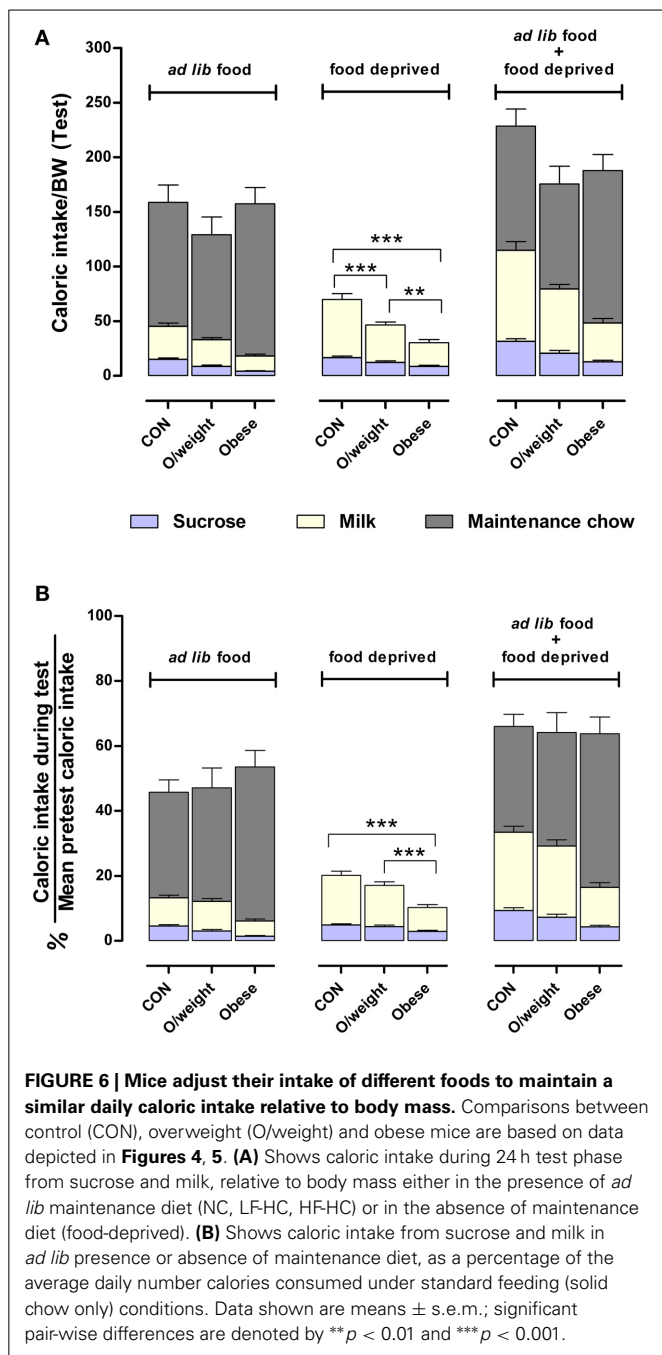 A
ad lib food
+
food deprived
ad lib food
food deprived
Caloric intake/BW (Test)
300
250
200
150
100
50
0
***
***
**
CON
O/weight
Obese
CON
O/weight
Obese
CON
O/weight
Obese
Sucrose
Milk
Maintenance chow
B
ad lib food
+
food deprived
ad lib food
food deprived
% Caloric intake during test
Mean pretest caloric intake
100
80
60
40
20
0
***
***
CON
O/weight
Obese
CON
O/weight
Obese
CON
O/weight
Obese
FIGURE 6 | Mice adjust their intake of different foods to maintain a
similar daily caloric intake relative to body mass. Comparisons between
control (CON), overweight (O/weight) and obese mice are based on data
depicted in Figures 4, 5. (A) Shows caloric intake during 24 h test phase
from sucrose and milk, relative to body mass either in the presence of ad
lib maintenance diet (NC, LF-HC, HF-HC) or in the absence of maintenance
diet (food-deprived). (B) Shows caloric intake from sucrose and milk in
ad lib presence or absence of maintenance diet, as a percentage of the
average daily number calories consumed under standard feeding (solid
chow only) conditions. Data shown are means ± s.e.m.; significant
pair-wise differences are denoted by **p < 0.01 and ***p < 0.001.